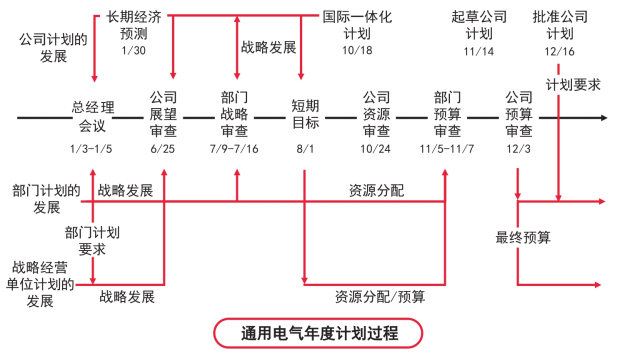 长期经济
预测
1/30
国际一体化
计划
10/18
起草公司
计划
11/14
批准公司
计划
12/16
公司计划的
发展
战略发展
计划要求
总经理
会议
1/3-1/5
公司
展望
审查
6/25
部门
战略
审查
7/9-7/16
短期
目标
8/1
公司
资源
审查
10/24
部门
预算
审查
11/5-11/7
公司
预算
审查
12/3
部门计划的
发展
战略发展
资源分配
部门计划
要求
最终预算
战略经营
单位计划的
发展
战略发展
资源分配/预算
通用电气年度计划过程